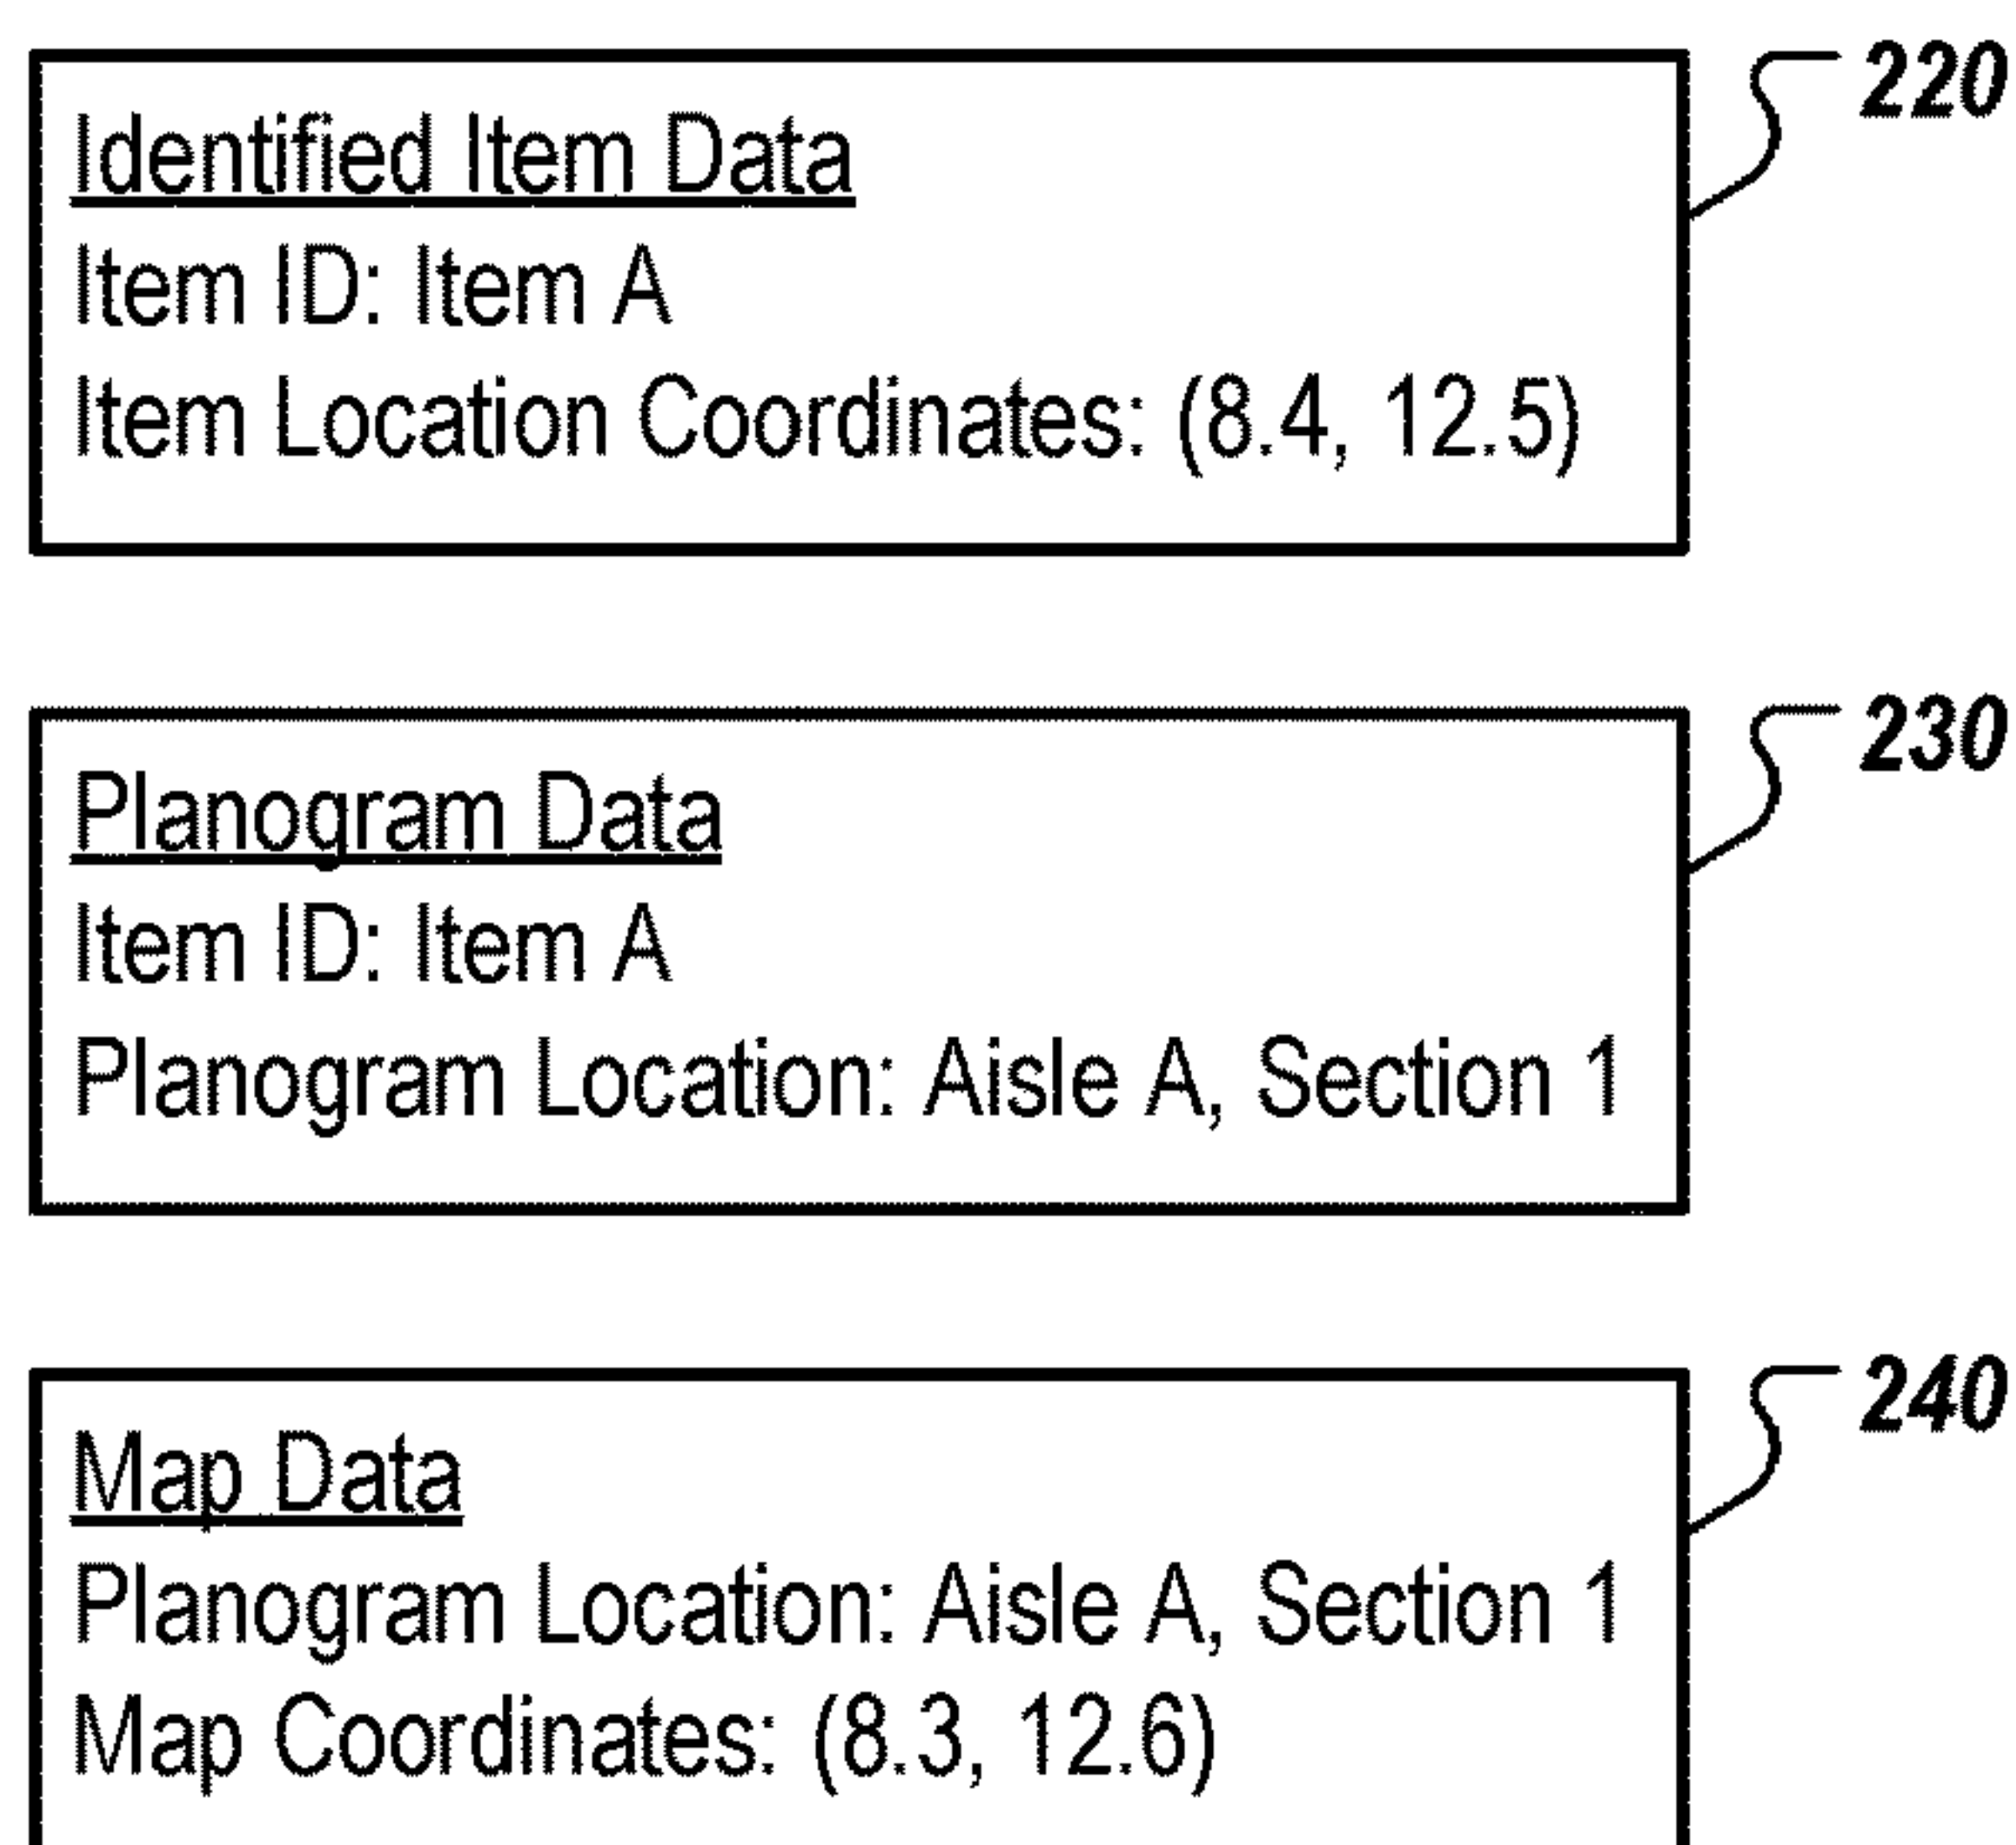 220
Identified Item Data
Item ID: Item A
Item Location Coordinates: (8.4, 12.5)
230
Planogram Data
Item ID: Item A
Planogram Location: Aisle A, Section 1
240
Map Data
Planogram Location: Aisle A, Section 1
Map Coordinates: (8.3, 12.6)